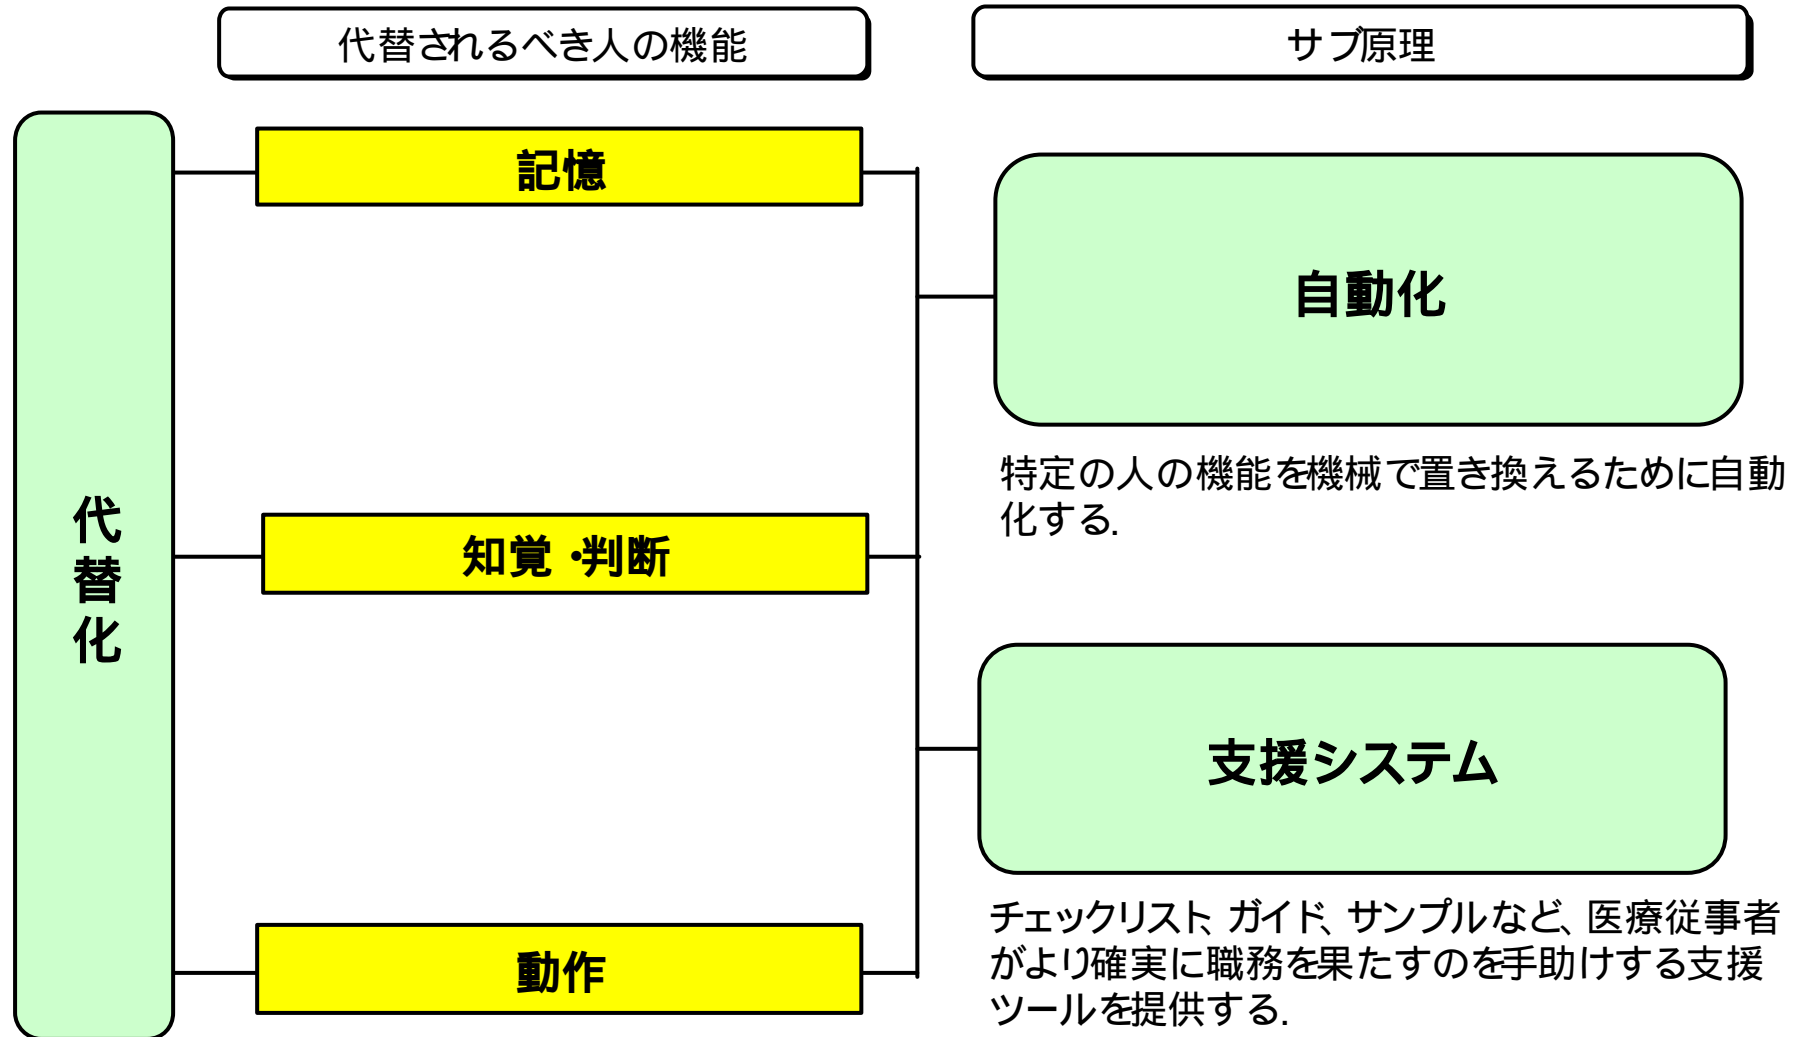 代替されるべき人の機能
サブ原理
代替化
記憶
知覚・判断
動作
自動化
特定の人の機能を機械で置き換えるために自動
化する.
支援システム
チェックリスト、ガイド、サンプルなど、医療従事者
がより確実に職務を果たすのを手助けする支援
ツールを提供する.